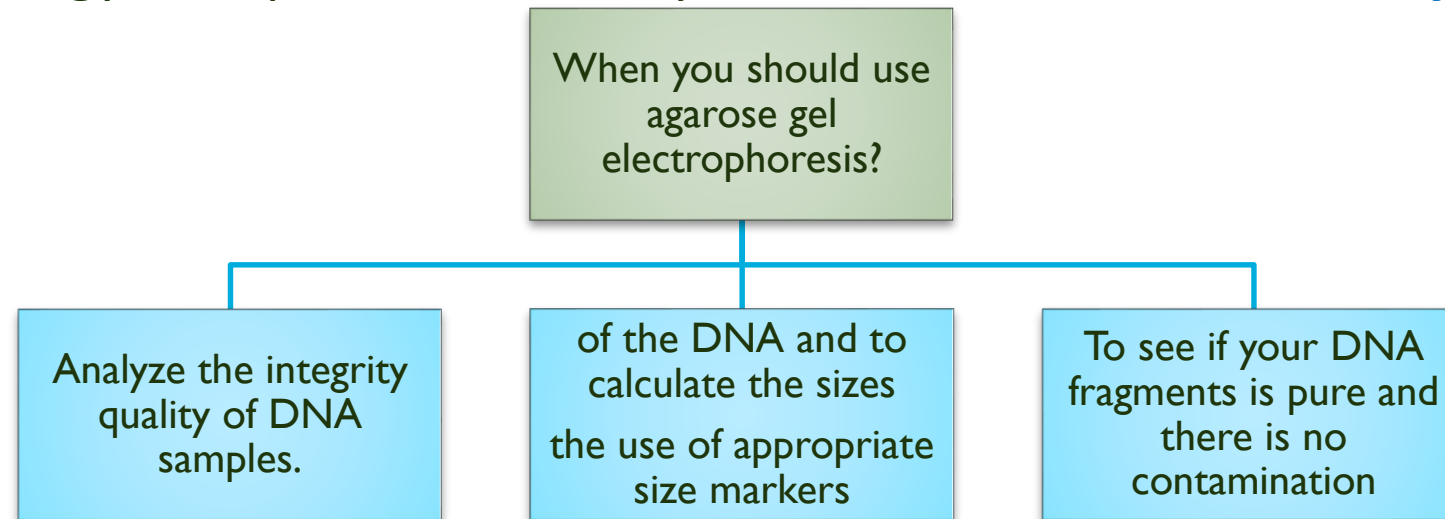 When you should use
agarose gel
electrophoresis?
Analyze the integrity
quality of DNA
samples.
of the DNA and to
calculate the sizes
the use of appropriate
size markers
To see if your DNA
fragments is pure and
there is no
contamination